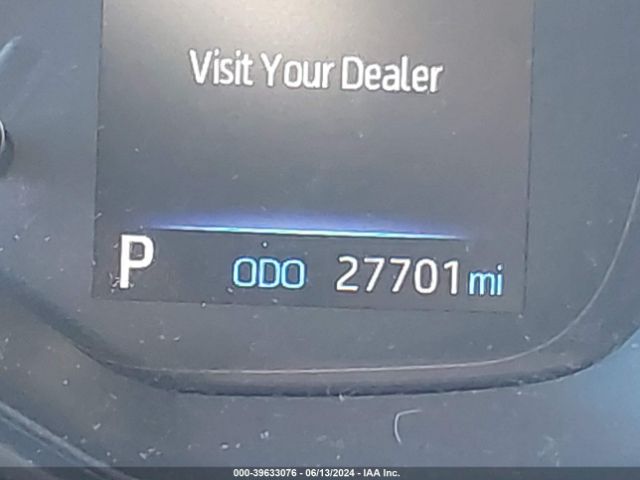 Visit Your Dealer
P ODO 27701 mi
000-39633076 - 06/13/2024 - IAA Inc.